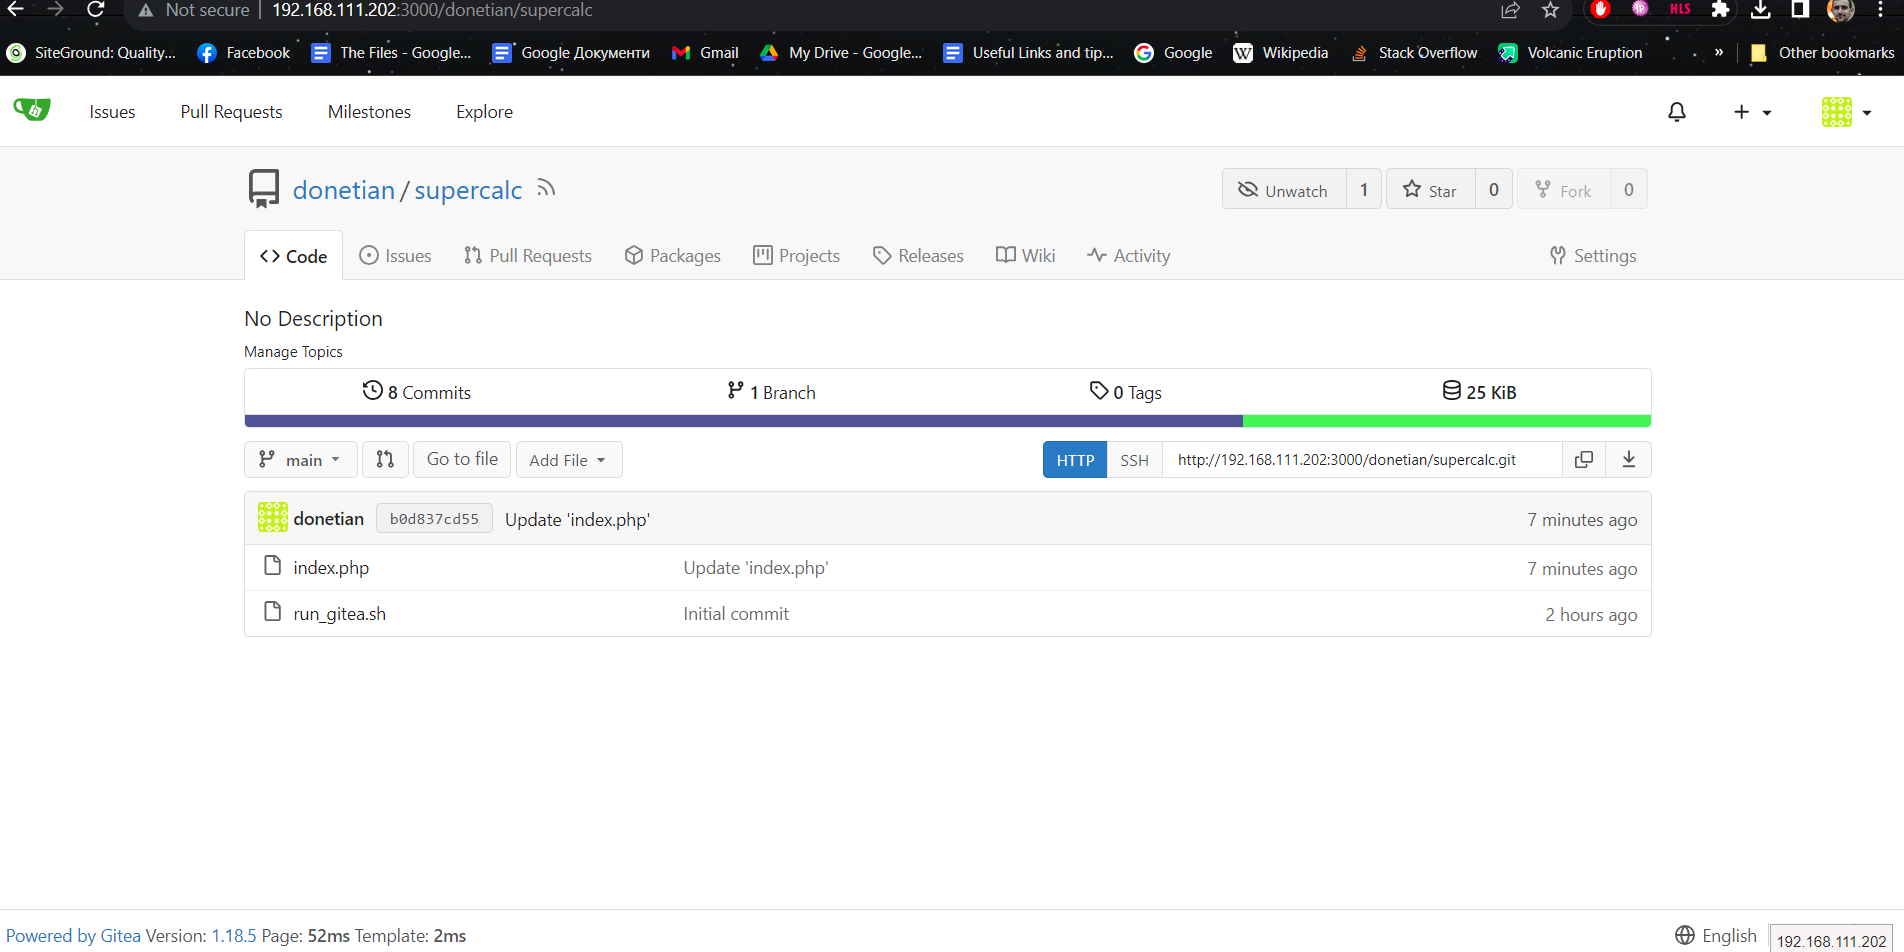 Not secure 192.168.111.202:3000/donetian/supercalc HLS
SiteGround: Quality... Facebook The Files - Google... Google Документи Gmail My Drive - Google... Useful Links and tip... Google Wikipedia Stack Overflow Volcanic Eruption » Other bookmarks
Issues Pull Requests Milestones Explore
donetian / supercalc Unwatch 1 Star 0 Fork 0
Code Issues Pull Requests Packages Projects Releases Wiki Activity Settings
No Description
Manage Topics
8 Commits 1 Branch 0 Tags 25 KiB
main Go to file Add File HTTP SSH http://192.168.111.202:3000/donetian/supercalc.git
donetian b0d837cd55 Update 'index.php' 7 minutes ago
index.php Update 'index.php' 7 minutes ago
run_gitea.sh Initial commit 2 hours ago
Powered by Gitea Version: 1.18.5 Page: 52ms Template: 2ms English 192.168.111.202